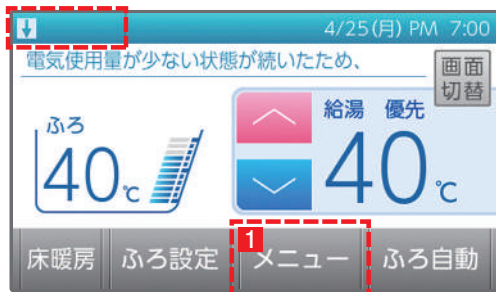 4/25(月) PM 7:00
電気使用量が少ない状態が続いたため、
画面
切替
ふろ
40℃
給湯 優先
40℃
1
床暖房 ふろ設定 メニュー ふろ自動